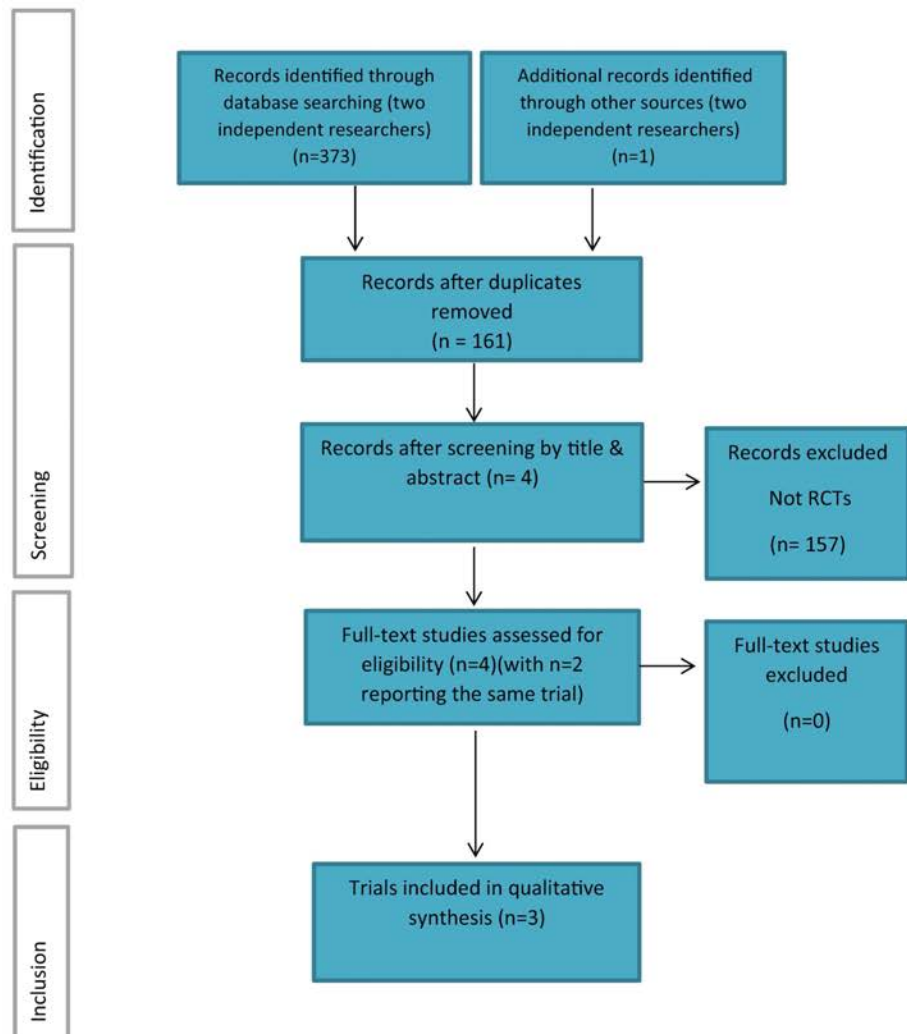 Identification
Records identified through
database searching (two
independent researchers)
(n=373)
Additional records identified
through other sources (two
independent researchers)
(n=1)
Screening
Records after duplicates
removed
(n = 161)
Records after screening by title &
abstract (n= 4)
Records excluded
Not RCTs
(n= 157)
Eligibility
Full-text studies assessed for
eligibility (n=4)(with n=2
reporting the same trial)
Full-text studies
excluded
(n=0)
Inclusion
Trials included in qualitative
synthesis (n=3)